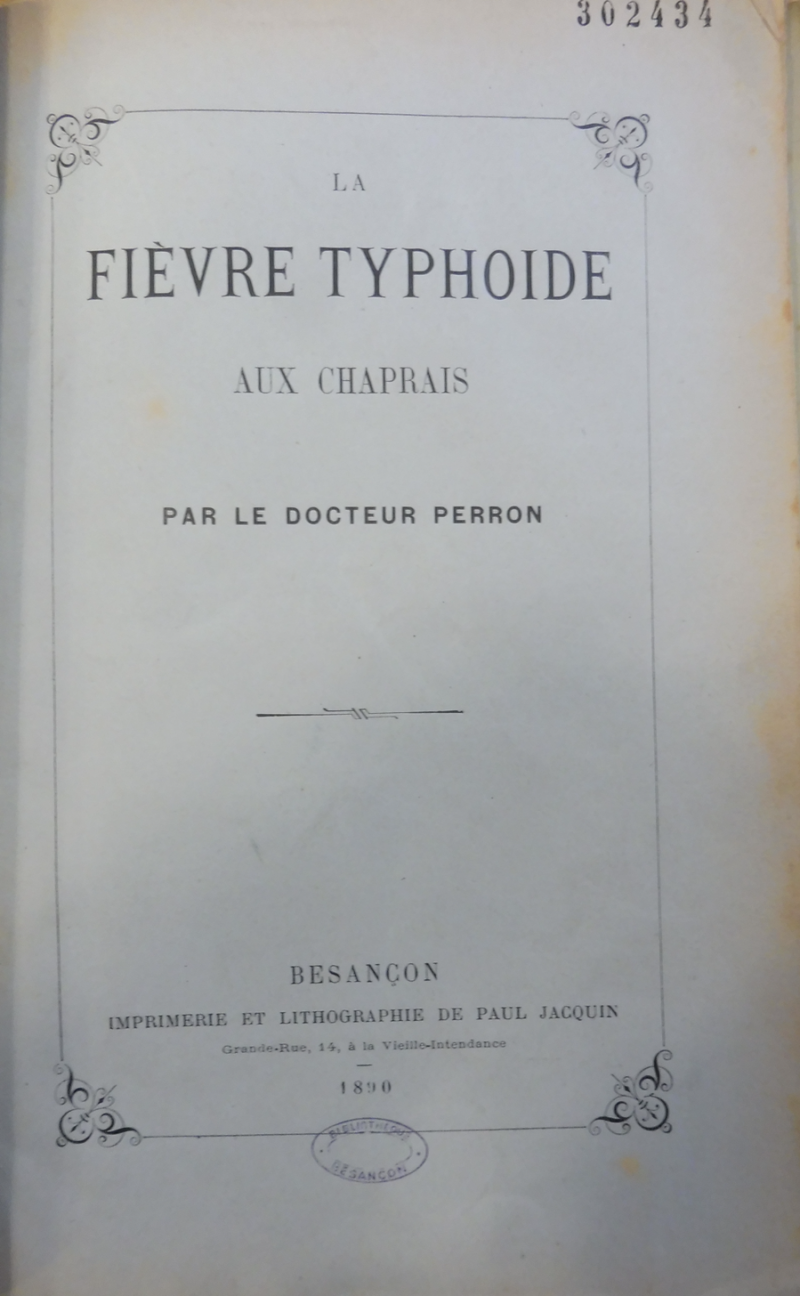 302434
LA
FIÈVRE TYPHOIDE
AUX CHAPRAIS
PAR LE DOCTEUR PERRON
BESANÇON
IMPRIMERIE ET LITHOGRAPHIE DE PAUL JACQUIN
Grande-Rue, 14, à la Vieille-Intendance
1890
BIBLIOTHEQUE
BESANÇON